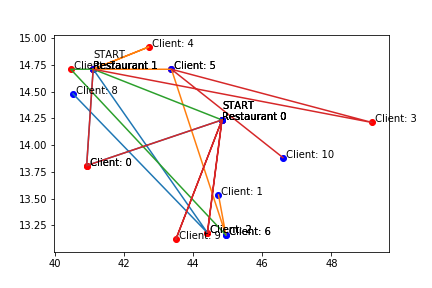 15.00
14.75
14.50
14.25
14.00
13.75
13.50
13.25
40
42
44
46
48
Client: 4
START
Restaurant 1
Client: 5
Client: 8
START
Restaurant 0
Client: 3
Client: 10
Client: 0
Client: 1
Client: 2
Client: 6
Client: 9